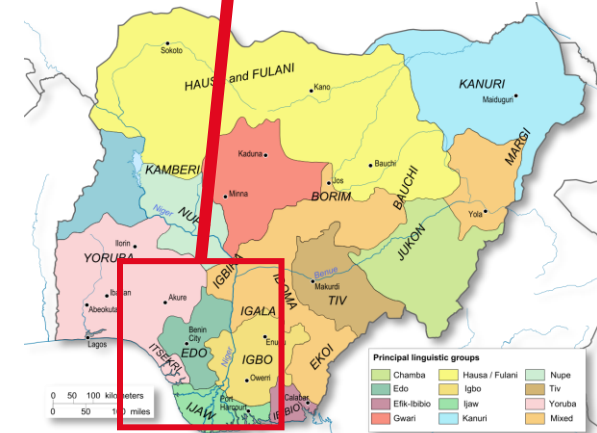 Sokoto
HAUSA and FULANI
Kano
KANURI
Maiduguri
MARGI
Kaduna
Bauchi
KAMBERI
Jos
BORIM
BAUCHI
Minna
Niger
NUPE
Yola
Ilorin
YORUBA
IGBIRA
JUKON
Benue
IDOMA
Makurdi
TIV
Ibadan
Akure
Abeokuta
IGALA
Lagos
Benin
City
EDO
Enugu
ITSEKRI
Niger
IGBO
EKOI
Owerri
Port
Harcourt
Calabar
IJAW
(IBIBIO)
0 50 100 kilometers
0 50 100 miles
Principal linguistic groups
Chamba
Edo
Efik-Ibibio
Gwari
Hausa / Fulani
Igbo
Ijaw
Kanuri
Nupe
Tiv
Yoruba
Mixed